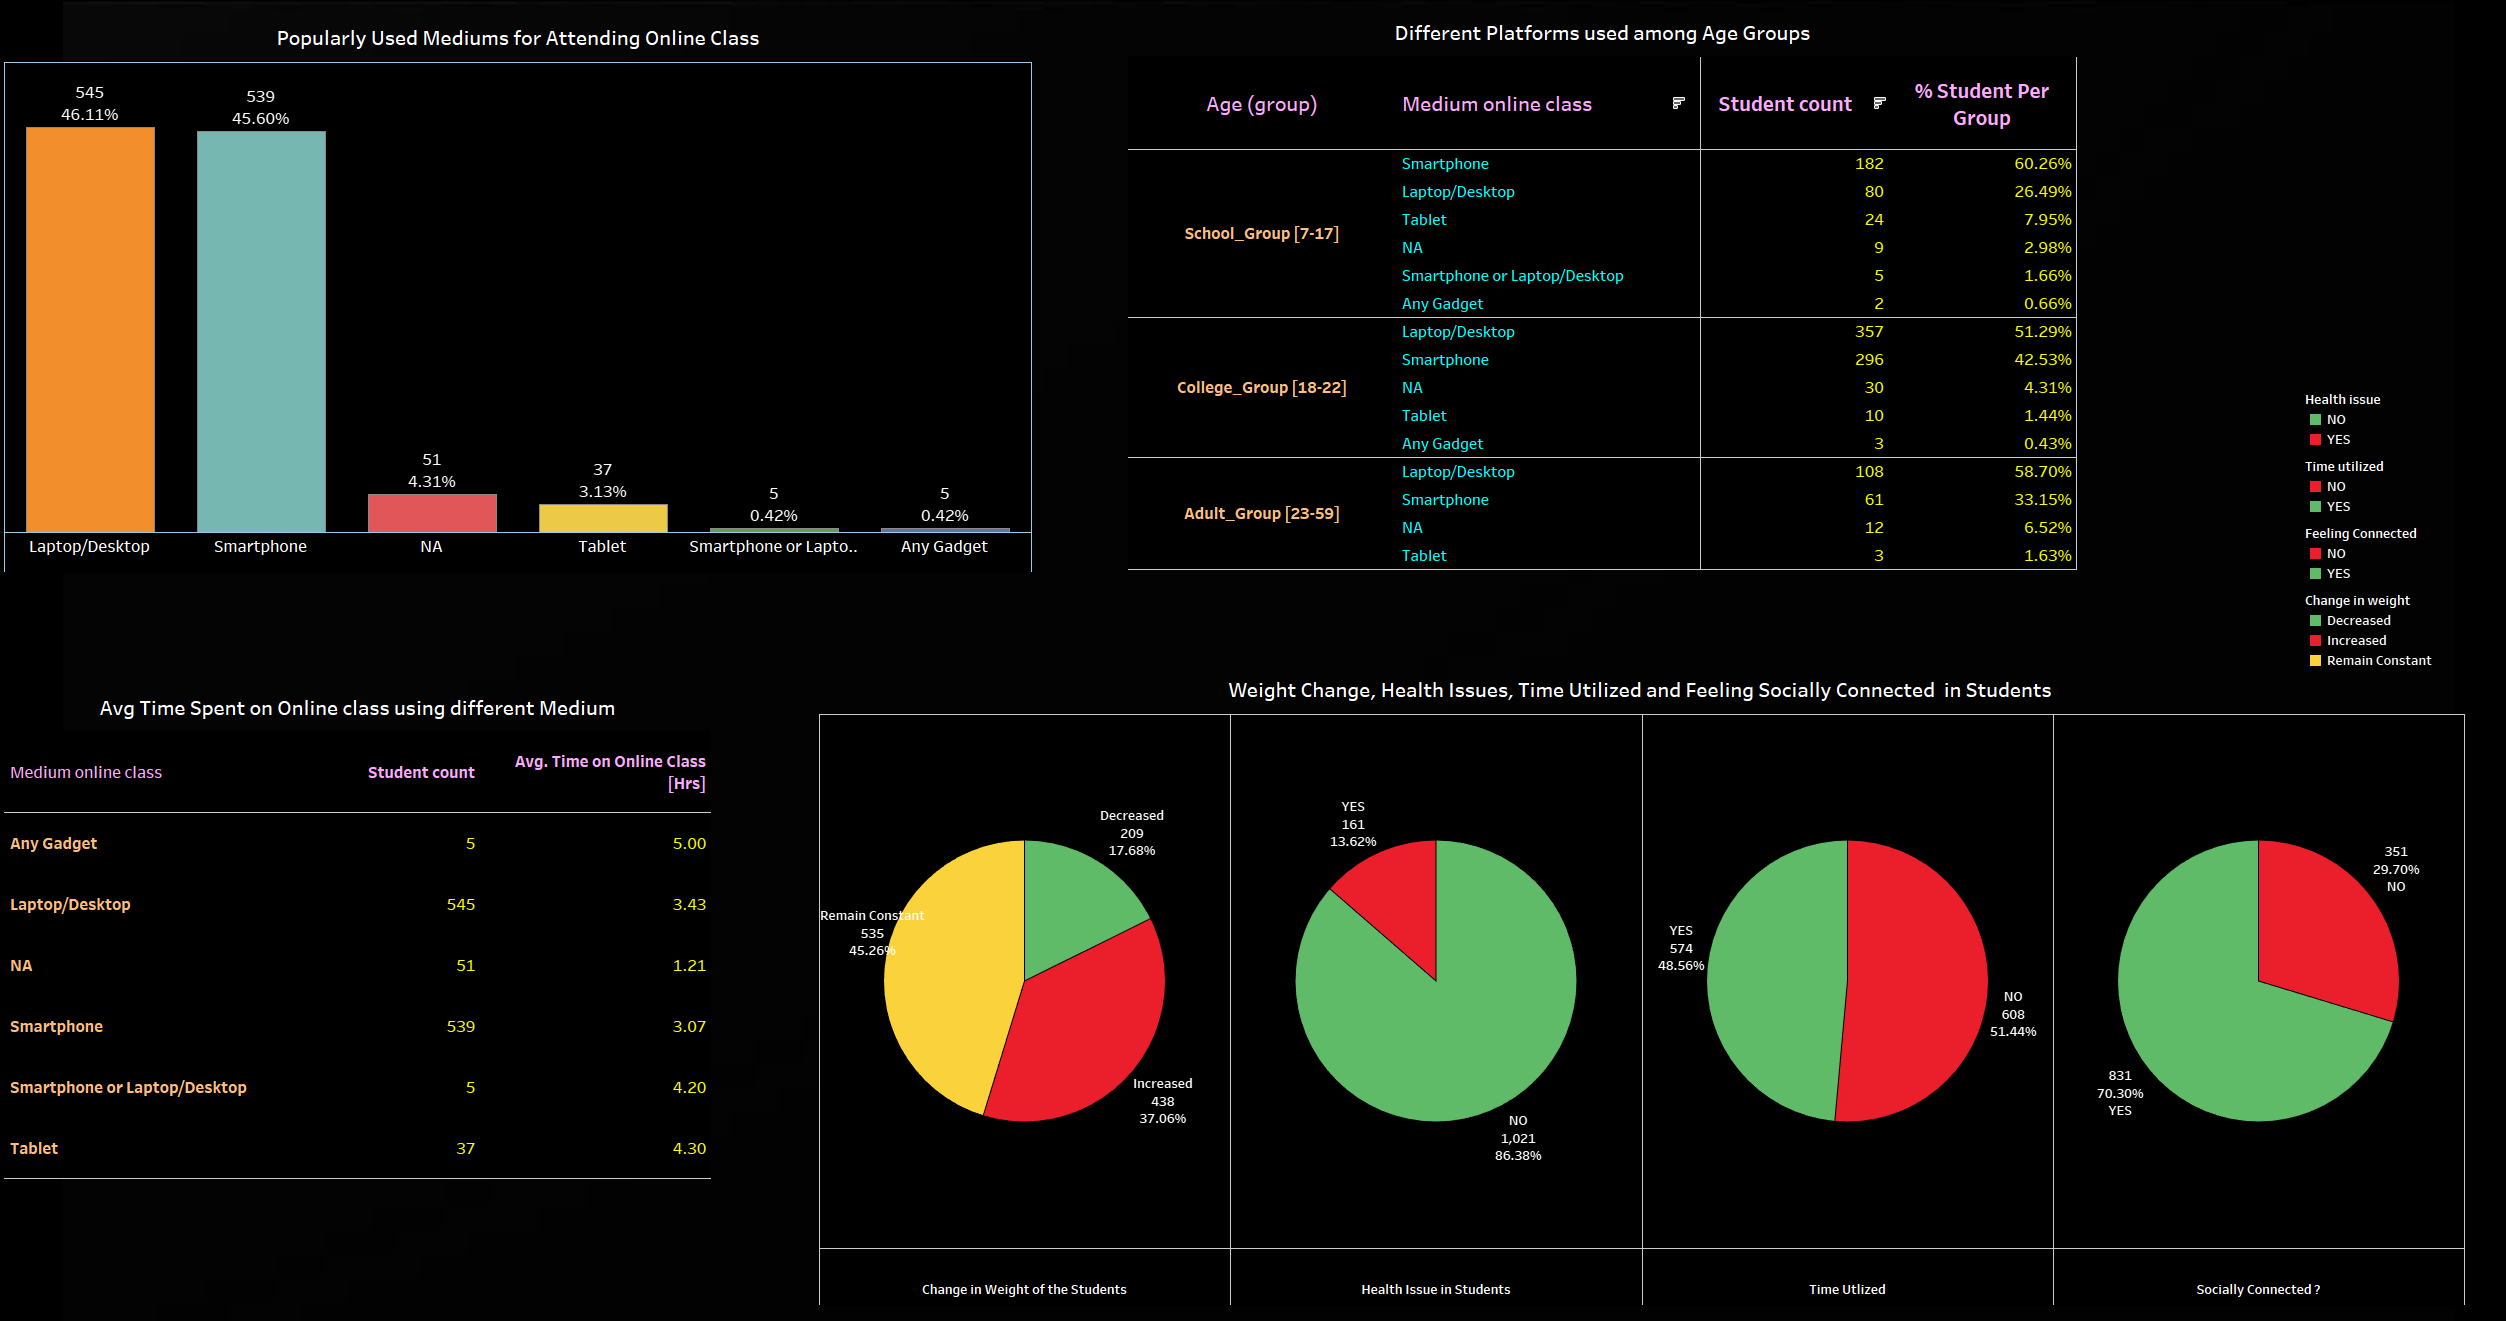 Popularly Used Mediums for Attending Online Class
545
46.11%
539
45.60%
51
4.31%
37
3.13%
5
0.42%
5
0.42%
Laptop/Desktop
Smartphone
NA
Tablet
Smartphone or Lapto..
Any Gadget
Different Platforms used among Age Groups
Age (group)
Medium online class
Student count
% Student Per
Group
School_Group [7-17]
Smartphone 182 60.26%
Laptop/Desktop 80 26.49%
Tablet 24 7.95%
NA 9 2.98%
Smartphone or Laptop/Desktop 5 1.66%
Any Gadget 2 0.66%
College_Group [18-22]
Laptop/Desktop 357 51.29%
Smartphone 296 42.53%
NA 30 4.31%
Tablet 10 1.44%
Any Gadget 3 0.43%
Adult_Group [23-59]
Laptop/Desktop 108 58.70%
Smartphone 61 33.15%
NA 12 6.52%
Tablet 3 1.63%
Health issue
NO
YES
Time utilized
NO
YES
Feeling Connected
NO
YES
Change in weight
Decreased
Increased
Remain Constant
Avg Time Spent on Online class using different Medium
Medium online class
Student count
Avg. Time on Online Class
[Hrs]
Any Gadget 5 5.00
Laptop/Desktop 545 3.43
NA 51 1.21
Smartphone 539 3.07
Smartphone or Laptop/Desktop 5 4.20
Tablet 37 4.30
Weight Change, Health Issues, Time Utilized and Feeling Socially Connected  in Students
Decreased
209
17.68%
Remain Constant
535
45.26%
Increased
438
37.06%
Change in Weight of the Students
YES
161
13.62%
NO
1,021
86.38%
Health Issue in Students
YES
574
48.56%
NO
608
51.44%
Time Utlized
351
29.70%
NO
831
70.30%
YES
Socially Connected ?